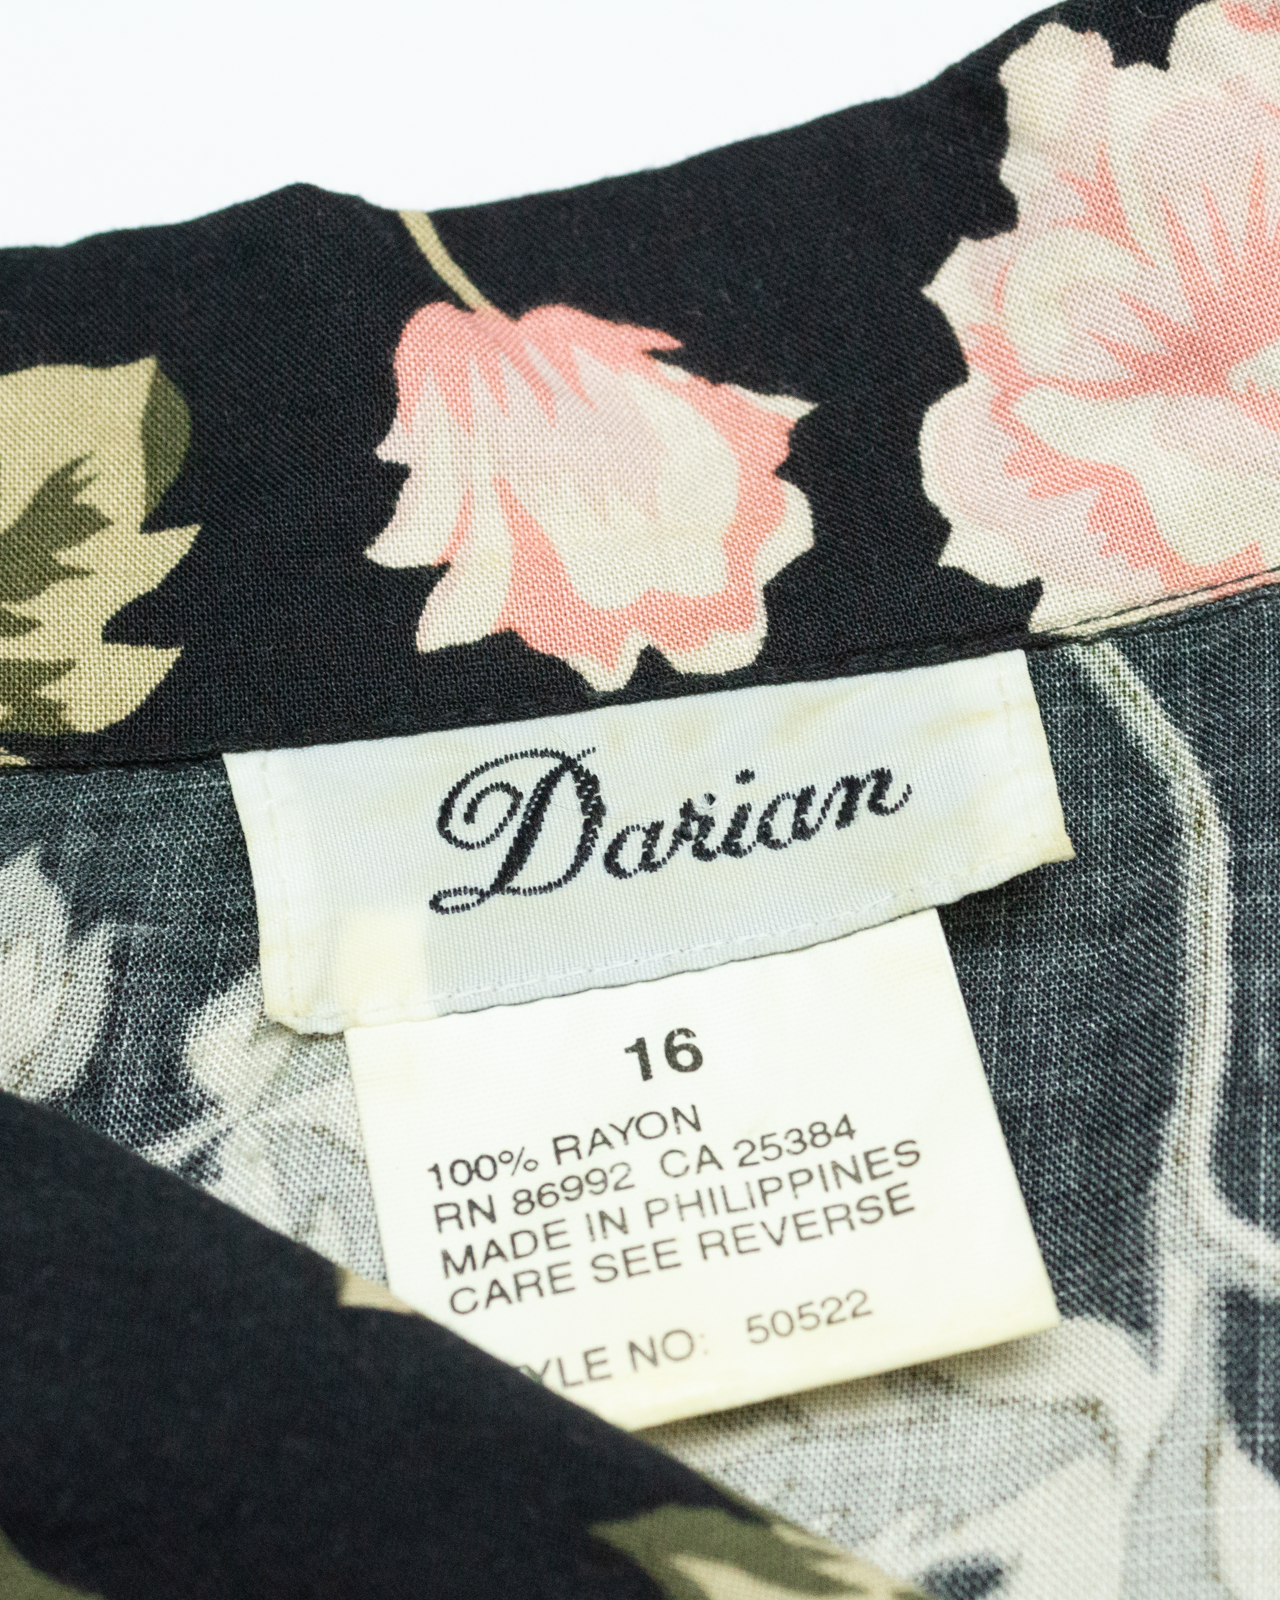 Darian
16
100% RAYON
RN 86992 CA 25384
MADE IN PHILIPPINES
CARE SEE REVERSE
YLE NO: 50522